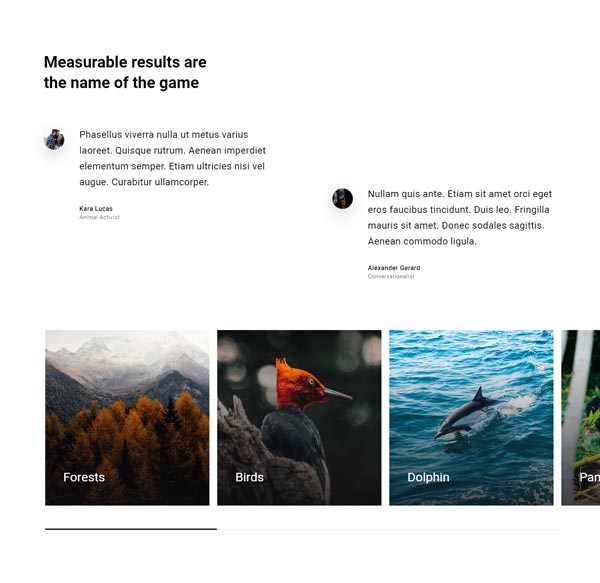 Measurable results are
the name of the game
Phasellus viverra nulla ut metus varius
laoreet. Quisque rutrum. Aenean imperdiet
elementum semper. Etiam ultricies nisi vel
augue. Curabitur ullamcorper.
Kara Lucas
Animal Activist
Nullam quis ante. Etiam sit amet orci eget
eros faucibus tincidunt. Duis leo. Fringilla
mauris sit amet. Donec sodales sagittis.
Aenean commodo ligula.
Alexander Gerard
Conversationalist
Forests
Birds
Dolphin
Pan